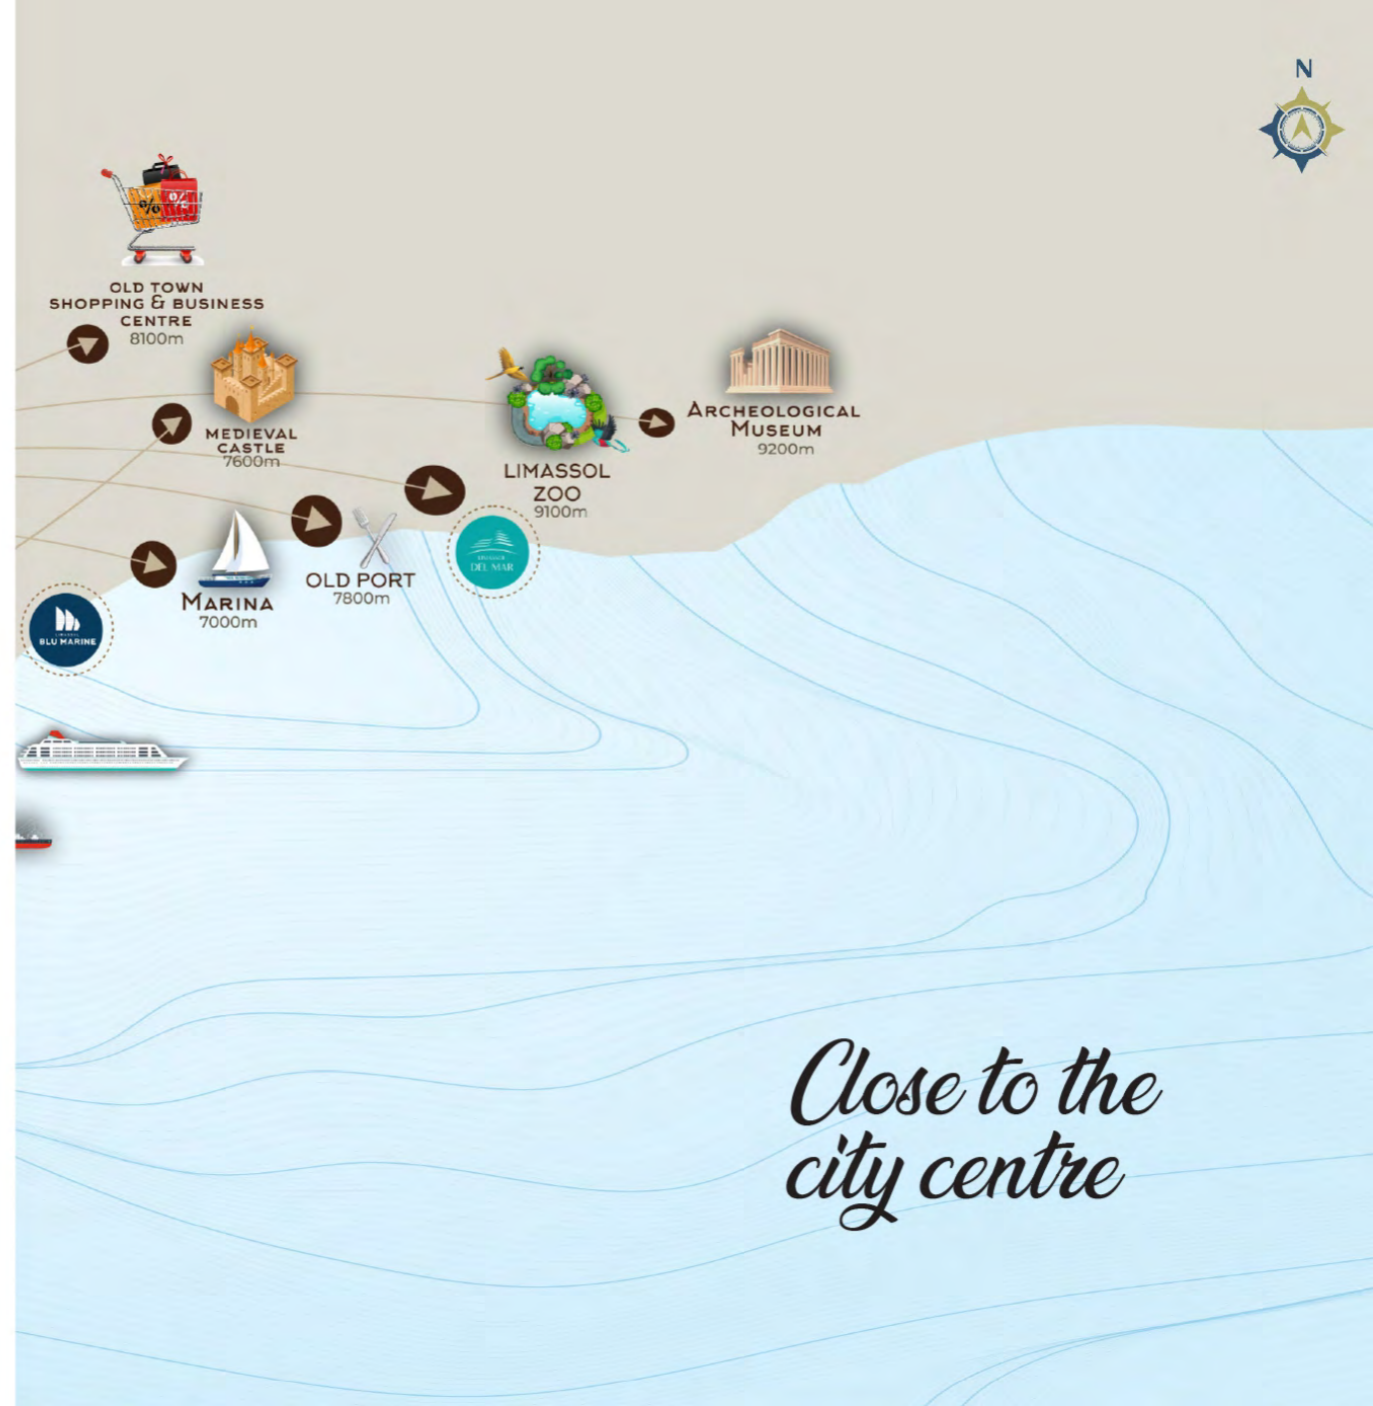 N
OLD TOWN
SHOPPING & BUSINESS
CENTRE
8100m
MEDIEVAL
CASTLE
7600m
LIMASSOL
ZOO
9100m
ARCHEOLOGICAL
MUSEUM
9200m
MARINA
7000m
OLD PORT
7800m
DEL MAR
LIMASSOL
BLU MARINE
Close to the
city centre